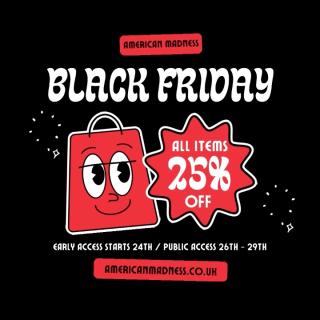 AMERICAN MADNESS
BLACK FRIDAY
ALL ITEMS
25%
OFF
EARLY ACCESS STARTS 24TH / PUBLIC ACCESS 26TH - 29TH
AMERICANMADNESS.CO.UK